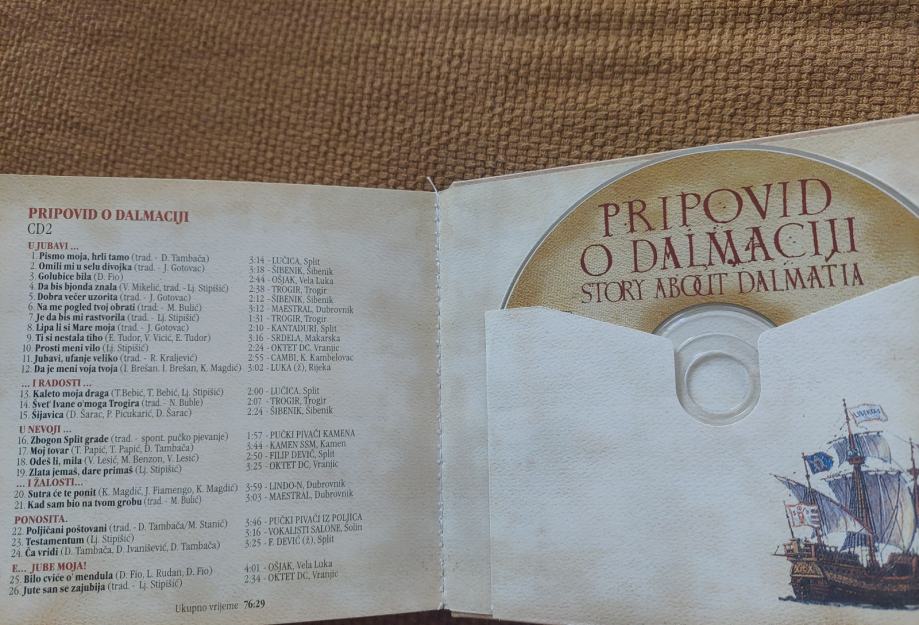 PRIPOVID O DALMACIJI
CD2
U JUBAVI ...
1. Pismo moja, hrli tamo (trad. - D. Tambača) 3:14 - LUČICA, Split
2. Omili mi u selu divojka (trad. - J. Gotovac) 3:18 - ŠIBENIK, Šibenik
3. Golubice bila (D. Fio) 2:44 - OŠJAK, Vela Luka
4. Da bis bjonda znala (V. Mikelić, trad. - Lj. Stipišić) 2:38 - TROGIR, Trogir
5. Dobra večer uzorita (trad. - J. Gotovac) 2:12 - ŠIBENIK, Šibenik
6. Na me pogled tvoj obrati (trad. - M. Bulić) 3:12 - MAESTRAL, Dubrovnik
7. Je da bis mi rastvorila (trad. - Lj. Stipišić) 1:31 - TROGIR, Trogir
8. Lipa li si Mare moja (trad. - J. Gotovac) 2:10 - KANTADURI, Split
9. Ti si nestala tiho (E. Tudor, V. Vicić, E. Tudor) 3:16 - SRDELA, Makarska
10. Prosti meni vilo (Lj. Stipišić) 2:24 - OKTET DC, Vranjic
11. Jubavi, ufanje veliko (trad. - R. Kraljević) 2:55 - CAMBI, K. Kambelovac
12. Da je meni voja tvoja (I. Brešan. I. Brešan, K. Magdić) 3:02 - LUKA (ž), Rijeka
... I RADOSTI ...
13. Kaleto moja draga (T.Bebić, T. Bebić, Lj. Stipišić) 2:00 - LUČICA, Split
14. Švet' Ivane o'moga Trogira (trad. - N. Buble) 2:07 - TROGIR, Trogir
15. Šijavica (D. Šarac, P. Picukarić, D. Šarac) 2:24 - ŠIBENIK, Šibenik
U NEVOJI ...
16. Zbogon Split grade (trad. - spont. pučko pjevanje) 1:57 - PUČKI PIVAČI KAMENA
17. Moj tovar (T. Papić, T. Papić, D. Tambača) 3:44 - KAMEN SSM, Kamen
18. Odeš li, mila (V. Lesić, M. Benzon, V. Lesić) 2:50 - FILIP DEVIĆ, Split
19. Zlata jemaš, dare primaš (Lj. Stipišić) 3:25 - OKTET DC, Vranjic
... I ŽALOSTI...
20. Sutra će te ponit (K. Magdić, J. Fiamengo, K. Magdić) 3:59 - LINDO-N, Dubrovnik
21. Kad sam bio na tvom grobu (trad. - M. Bulić) 3:03 - MAESTRAL, Dubrovnik
PONOSITA.
22. Poljičani poštovani (trad. - D. Tambača/M. Stanić) 3:46 - PUČKI PIVAČI IZ POLJICA
23. Testamentum (Lj. Stipišić) 3:16 - VOKALISTI SALONE, Solin
24. Ča vridi (D. Tambača, D. Ivanišević, D. Tambača) 3:25 - F. DEVIĆ (ž), Split
E... JUBE MOJA!
25. Bilo cviće o' mendula (D. Fio, L. Rudan, D. Fio) 4:01 - OŠJAK, Vela Luka
26. Jute san se zajubija (trad. - Lj. Stipišić) 2:34 - OKTET DC, Vranjic
Ukupno vrijeme 76:29
PRIPOVID
O DALMACIJI
STORY ABOUT DALMATIA